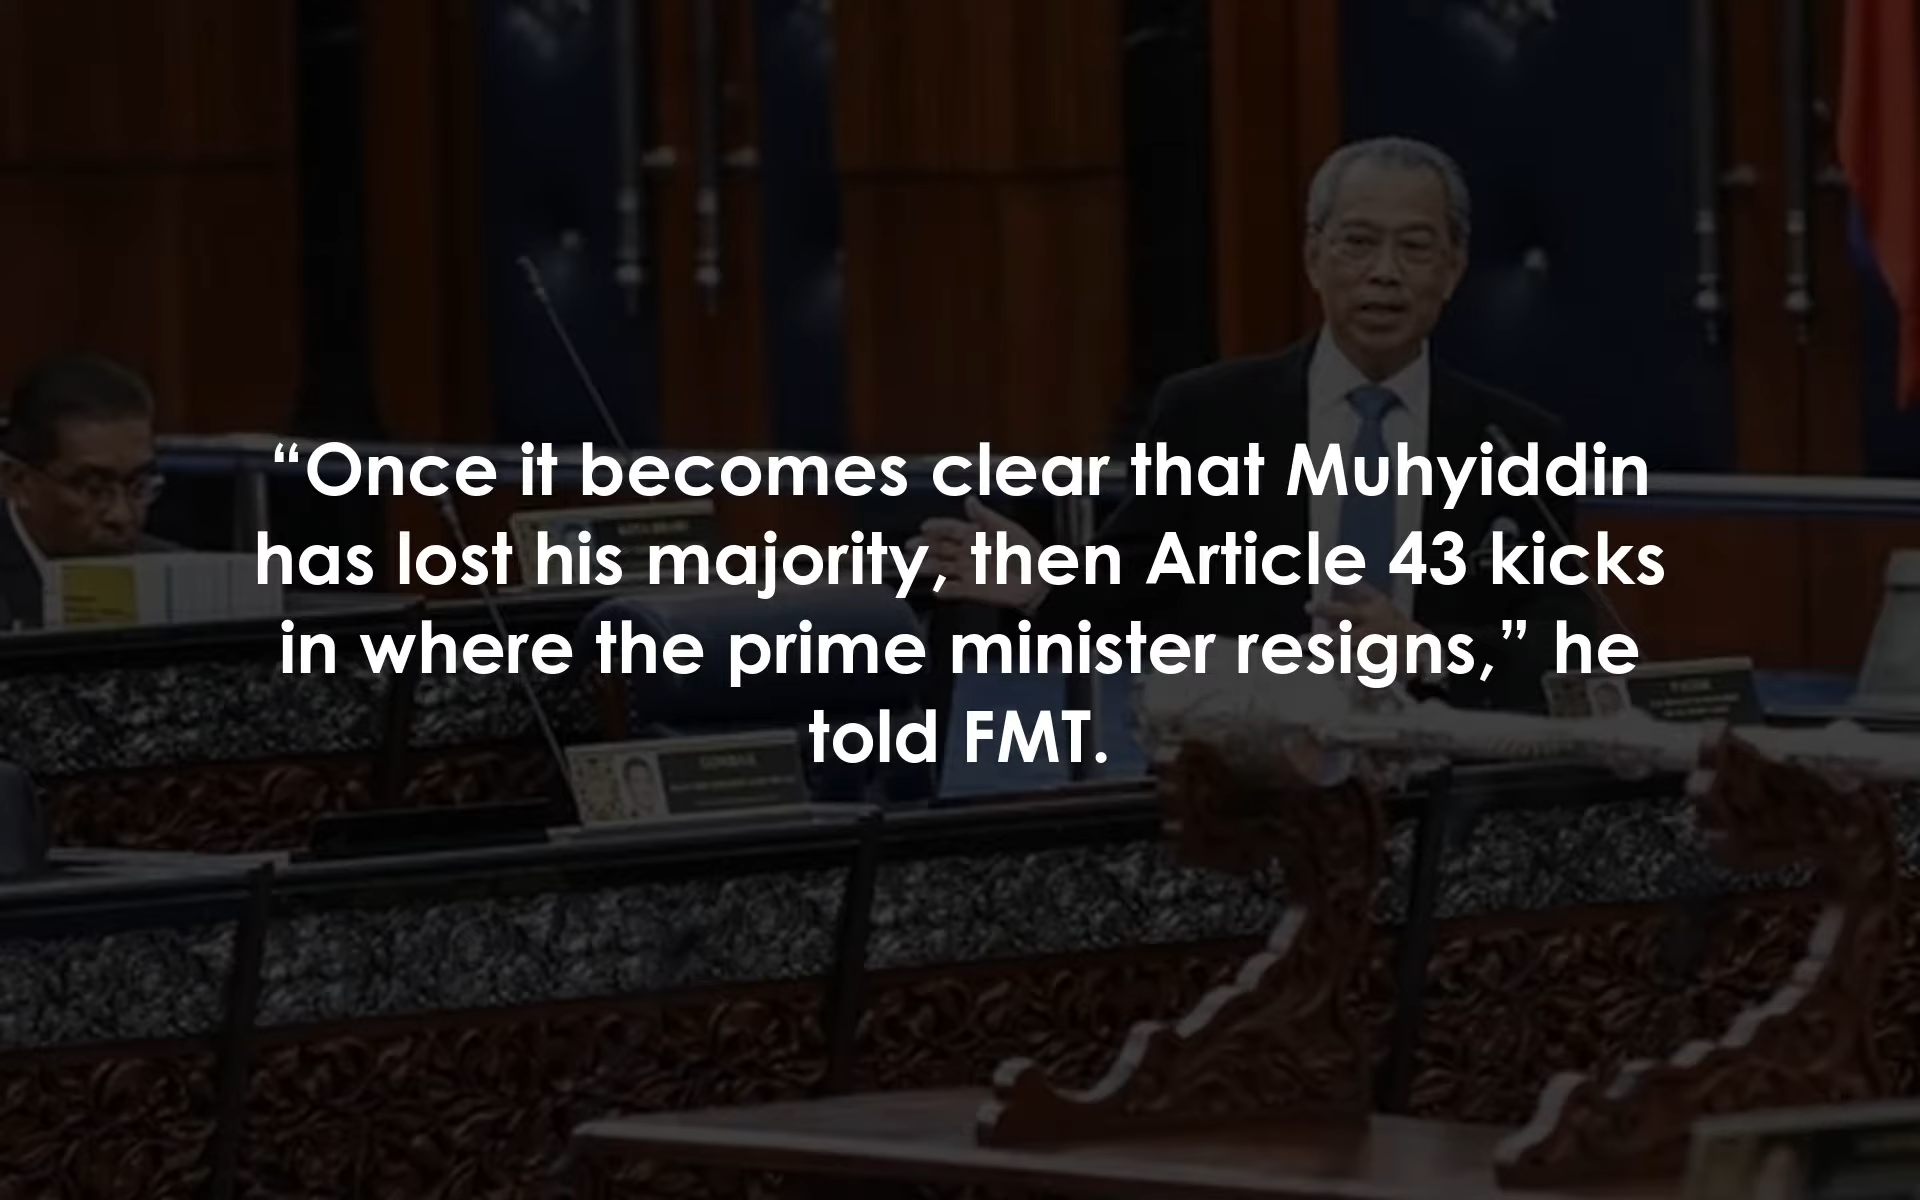 “Once it becomes clear that Muhyiddin
has lost his majority, then Article 43 kicks
in where the prime minister resigns,” he
told FMT.